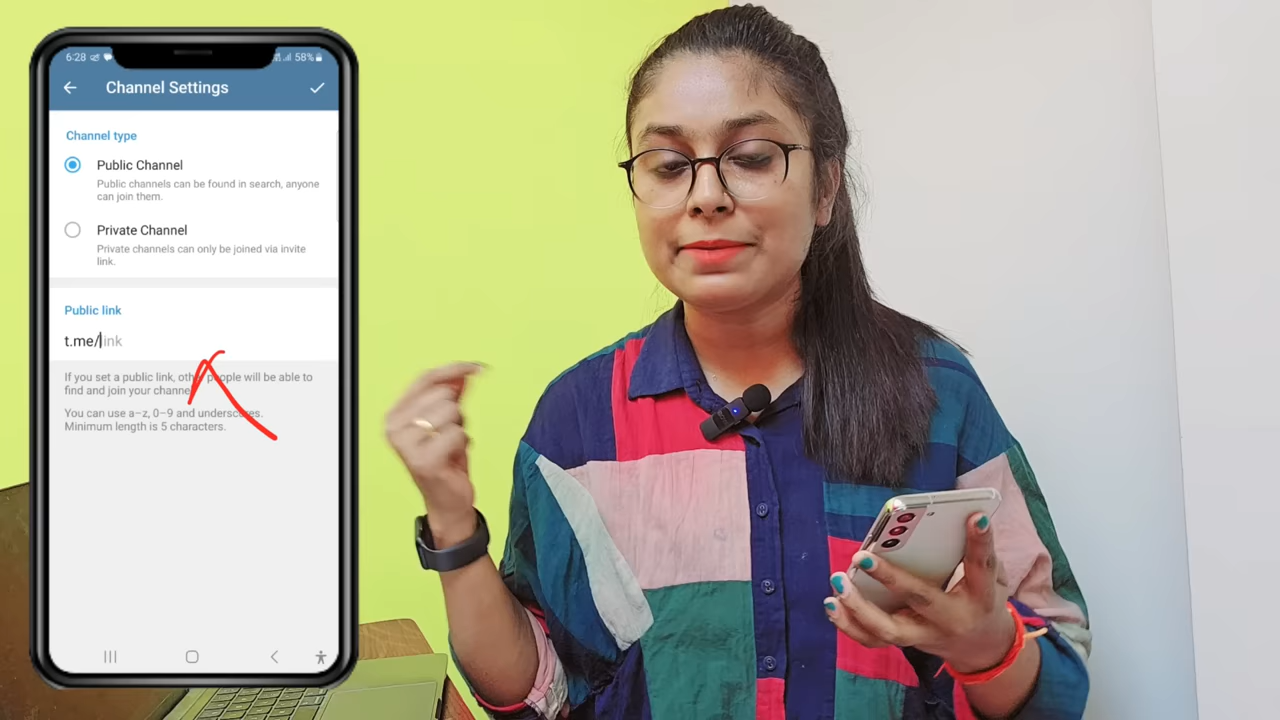 6:28 58%
Channel Settings
Channel type
Public Channel
Public channels can be found in search, anyone
can join them.
Private Channel
Private channels can only be joined via invite
link.
Public link
t.me/link
If you set a public link, other people will be able to
find and join your channel.
You can use a–z, 0–9 and underscores.
Minimum length is 5 characters.